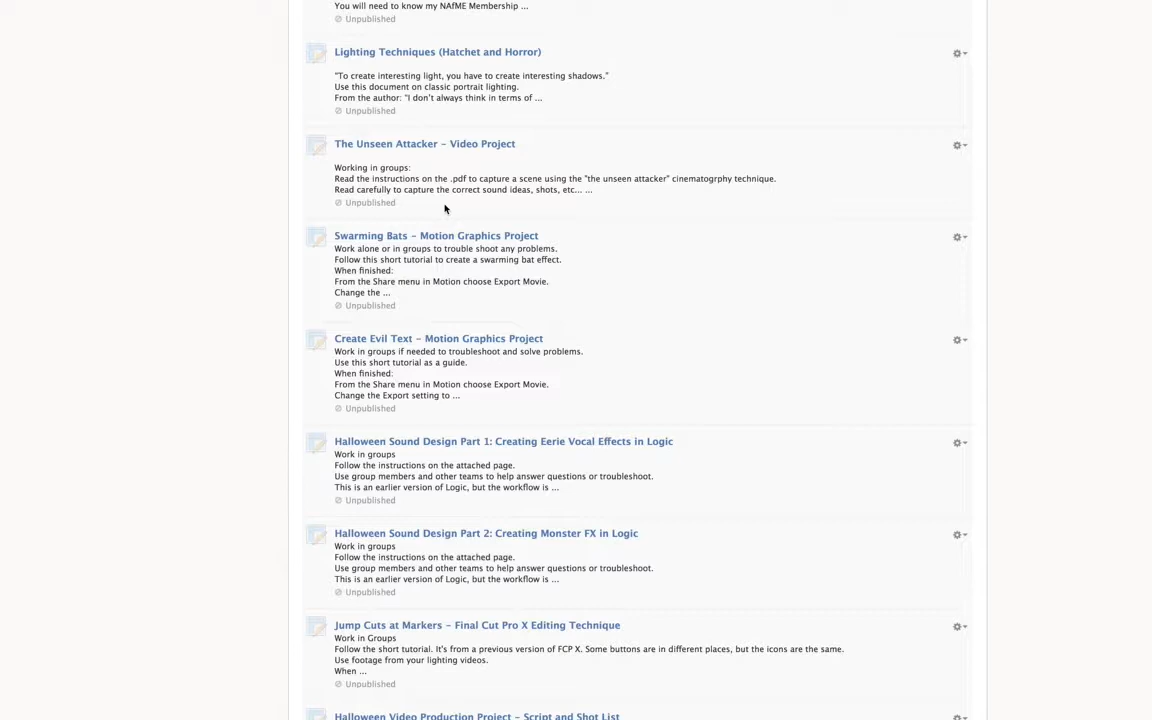 You will need to know my NAfME Membership ...
Unpublished
Lighting Techniques (Hatchet and Horror)
"To create interesting light, you have to create interesting shadows."
Use this document on classic portrait lighting.
From the author: "I don't always think in terms of ...
Unpublished
The Unseen Attacker - Video Project
Working in groups:
Read the instructions on the .pdf to capture a scene using the "the unseen attacker" cinematogrphy technique.
Read carefully to capture the correct sound ideas, shots, etc... ...
Unpublished
Swarming Bats - Motion Graphics Project
Work alone or in groups to trouble shoot any problems.
Follow this short tutorial to create a swarming bat effect.
When finished:
From the Share menu in Motion choose Export Movie.
Change the ...
Unpublished
Create Evil Text - Motion Graphics Project
Work in groups if needed to troubleshoot and solve problems.
Use this short tutorial as a guide.
When finished:
From the Share menu in Motion choose Export Movie.
Change the Export setting to ...
Unpublished
Halloween Sound Design Part 1: Creating Eerie Vocal Effects in Logic
Work in groups
Follow the instructions on the attached page.
Use group members and other teams to help answer questions or troubleshoot.
This is an earlier version of Logic, but the workflow is ...
Unpublished
Halloween Sound Design Part 2: Creating Monster FX in Logic
Work in groups
Follow the instructions on the attached page.
Use group members and other teams to help answer questions or troubleshoot.
This is an earlier version of Logic, but the workflow is ...
Unpublished
Jump Cuts at Markers - Final Cut Pro X Editing Technique
Work in Groups
Follow the short tutorial. It's from a previous version of FCP X. Some buttons are in different places, but the icons are the same.
Use footage from your lighting videos.
When ...
Unpublished
Halloween Video Production Project - Script and Shot List